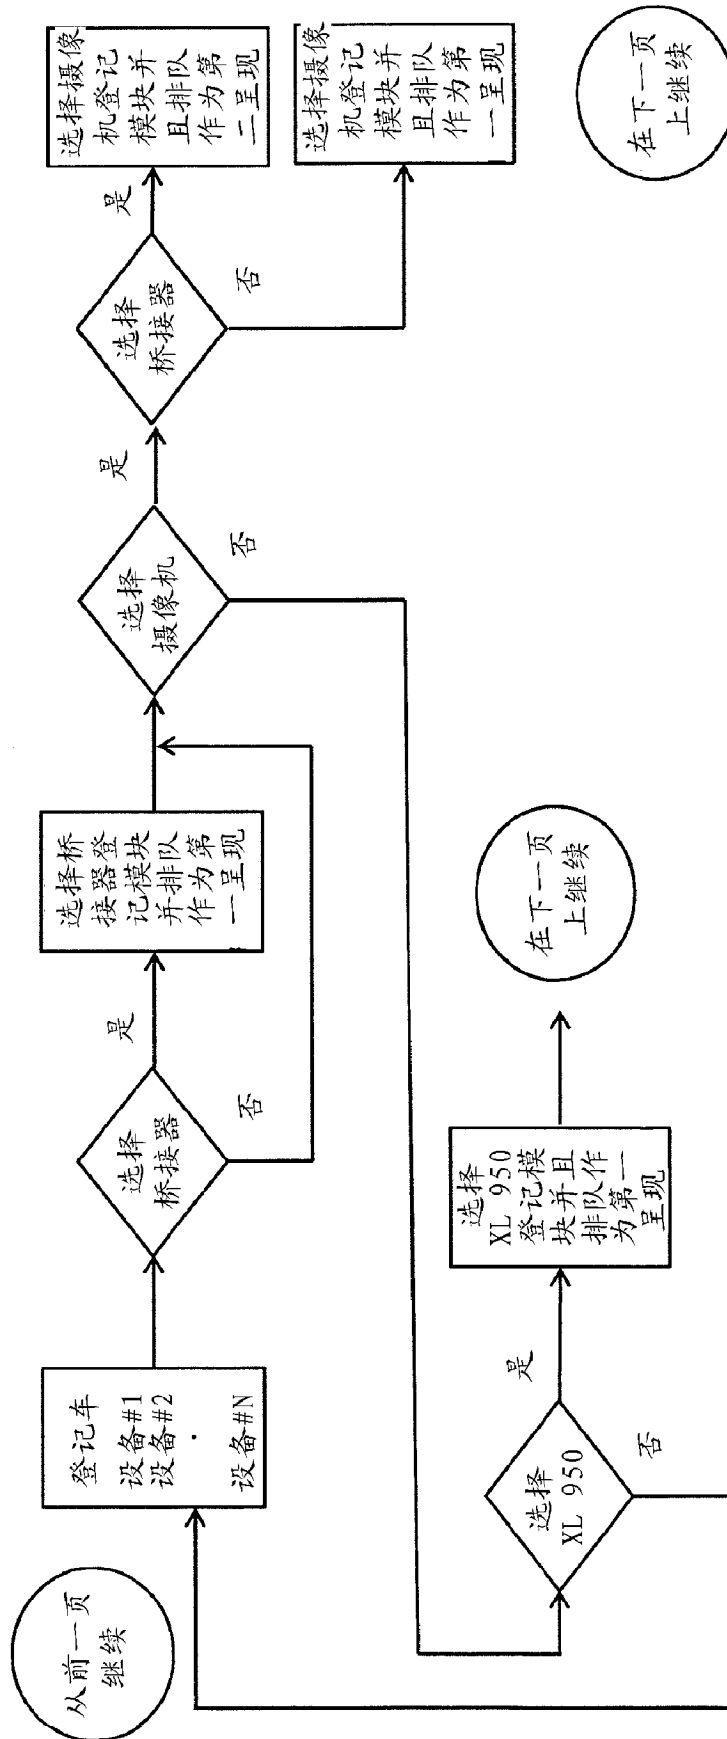 从前一页
继续
登记车
设备#1
设备#2
·
设备#N
选择
桥接器
是
否
选择桥
接器登
记模块
并排队
作为第
一呈现
选择
摄像机
是
否
选择
桥接器
是
否
选择摄像
机登记
模块并
且排队
作为第
二呈现
选择摄像
机登记
模块并
且排队
作为第
一呈现
选择
XL 950
是
否
选择
XL 950
登记模
块并且
排队作
为第一
呈现
在下一页
上继续
在下一页
上继续